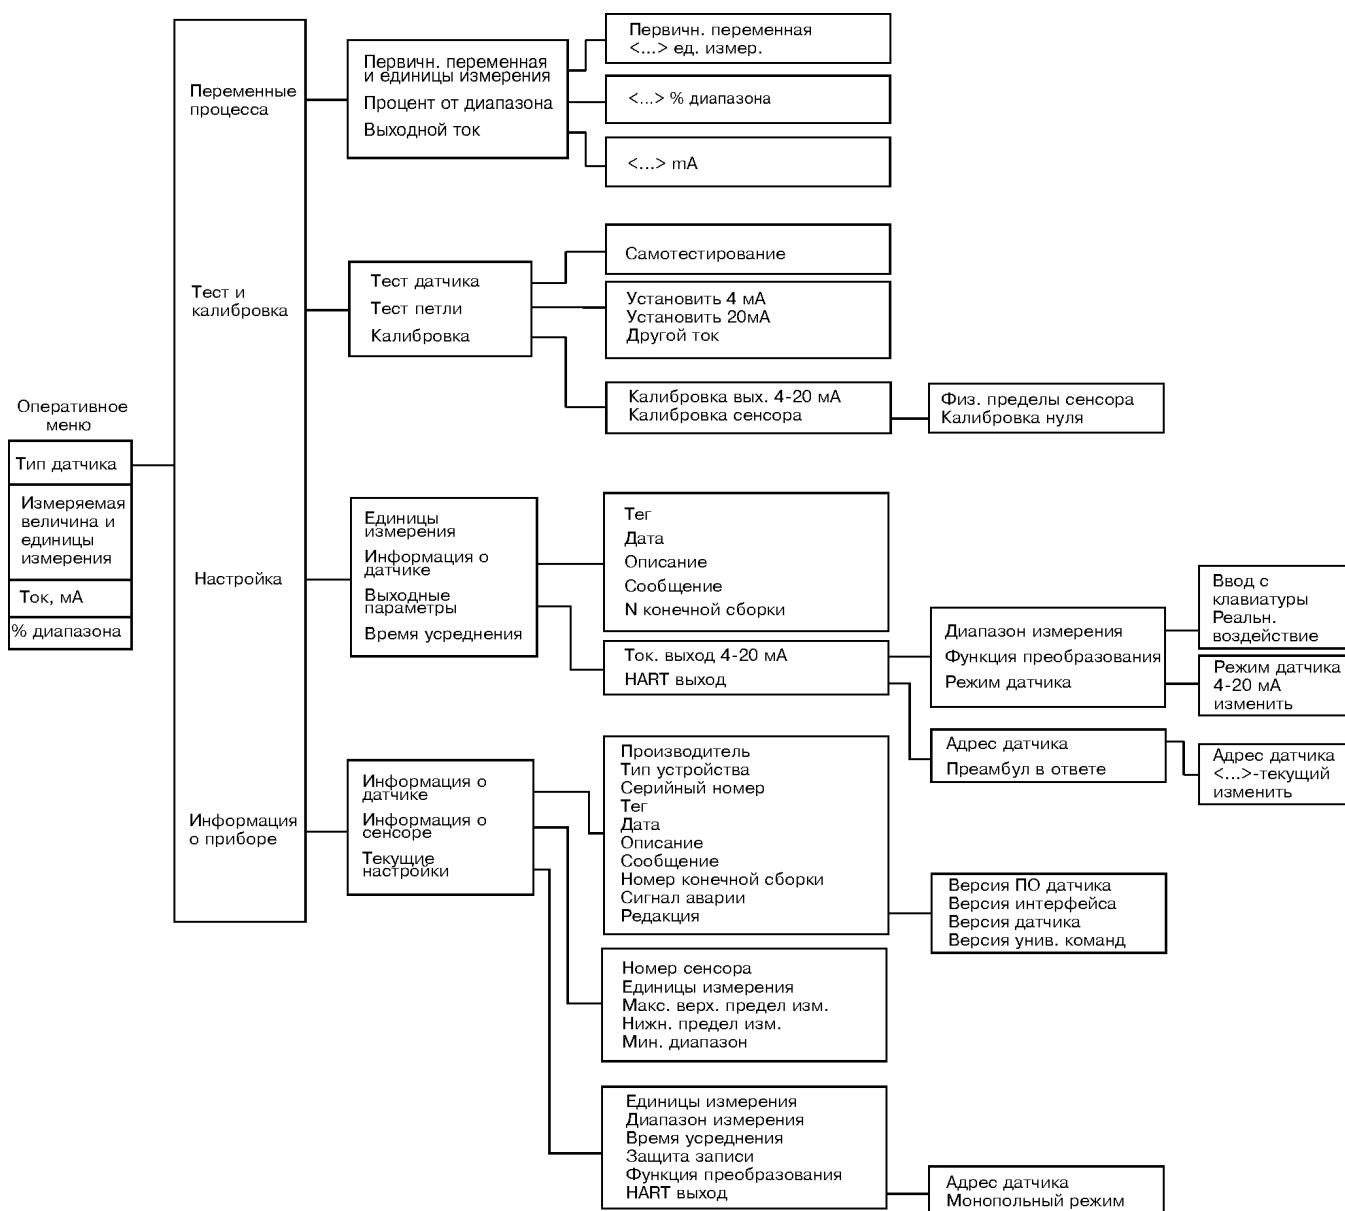 Оперативное
меню
Тип датчика
Измеряемая
величина и
единицы
измерения
Ток, мА
% диапазона
Переменные
процесса
Тест и
калибровка
Настройка
Информация
о приборе
Первичн. переменная
и единицы измерения
Процент от диапазона
Выходной ток
Первичн. переменная
<...> ед. измер.
<...> % диапазона
<...> mA
Тест датчика
Тест петли
Калибровка
Самотестирование
Установить 4 мА
Установить 20мА
Другой ток
Калибровка вых. 4-20 мА
Калибровка сенсора
Физ. пределы сенсора
Калибровка нуля
Единицы
измерения
Информация о
датчике
Выходные
параметры
Время усреднения
Тег
Дата
Описание
Сообщение
N конечной сборки
Ток. выход 4-20 мА
HART выход
Диапазон измерения
Функция преобразования
Режим датчика
Ввод с
клавиатуры
Реальн.
воздействие
Режим датчика
4-20 мА
изменить
Адрес датчика
Преамбул в ответе
Адрес датчика
<...>-текущий
изменить
Информация о
датчике
Информация о
сенсоре
Текущие
настройки
Производитель
Тип устройства
Серийный номер
Тег
Дата
Описание
Сообщение
Номер конечной сборки
Сигнал аварии
Редакция
Версия ПО датчика
Версия интерфейса
Версия датчика
Версия унив. команд
Номер сенсора
Единицы измерения
Макс. верх. предел изм.
Нижн. предел изм.
Мин. диапазон
Единицы измерения
Диапазон измерения
Время усреднения
Защита записи
Функция преобразования
HART выход
Адрес датчика
Монопольный режим